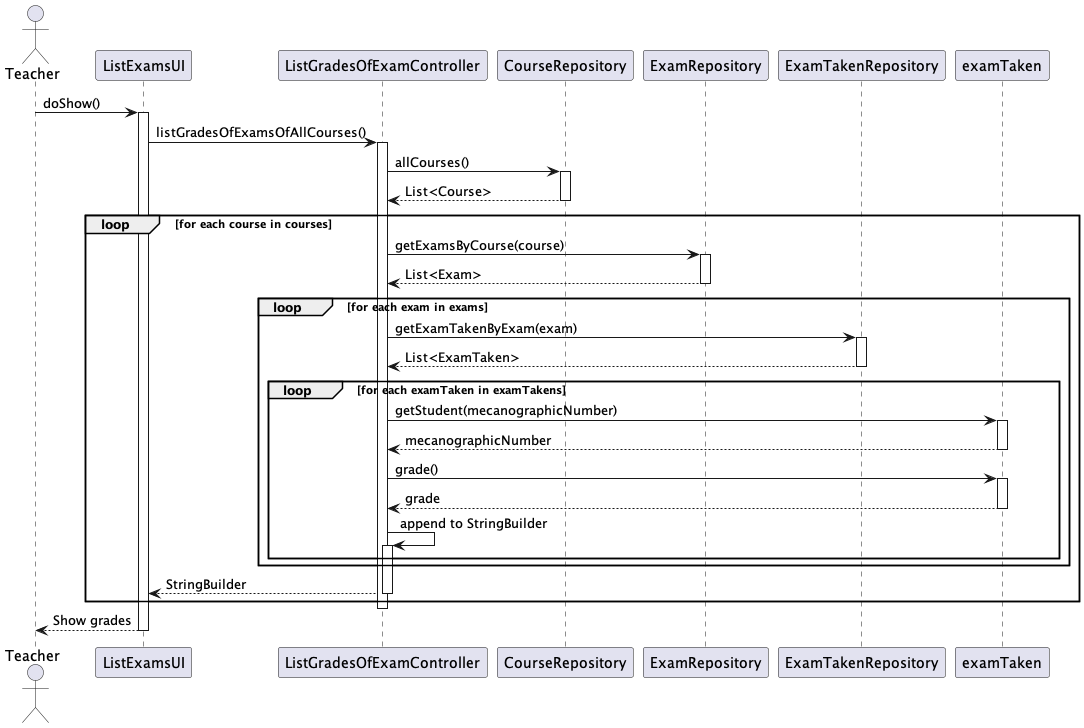 Teacher
ListExamsUI
ListGradesOfExamController
CourseRepository
ExamRepository
ExamTakenRepository
examTaken
doShow()
listGradesOfExamsOfAllCourses()
allCourses()
List<Course>
loop
[for each course in courses]
getExamsByCourse(course)
List<Exam>
loop
[for each exam in exams]
getExamTakenByExam(exam)
List<ExamTaken>
loop
[for each examTaken in examTakens]
getStudent(mecanographicNumber)
mecanographicNumber
grade()
grade
append to StringBuilder
StringBuilder
Show grades
Teacher
ListExamsUI
ListGradesOfExamController
CourseRepository
ExamRepository
ExamTakenRepository
examTaken